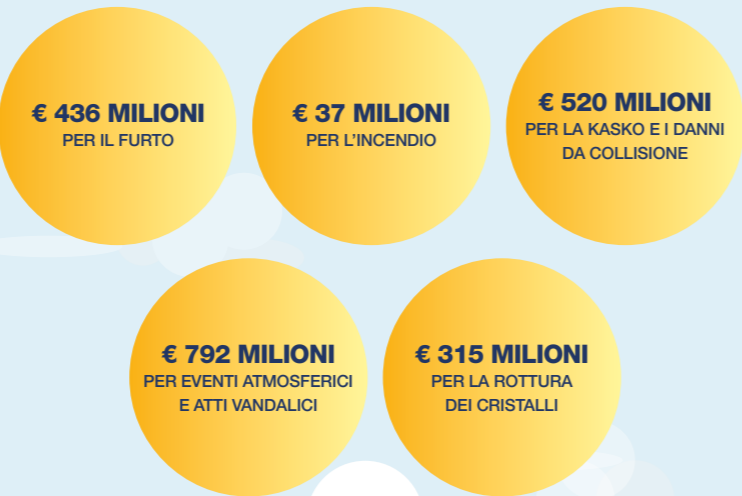 € 436 MILIONI
PER IL FURTO
€ 37 MILIONI
PER L'INCENDIO
€ 520 MILIONI
PER LA KASKO E I DANNI
DA COLLISIONE
€ 792 MILIONI
PER EVENTI ATMOSFERICI
E ATTI VANDALICI
€ 315 MILIONI
PER LA ROTTURA
DEI CRISTALLI